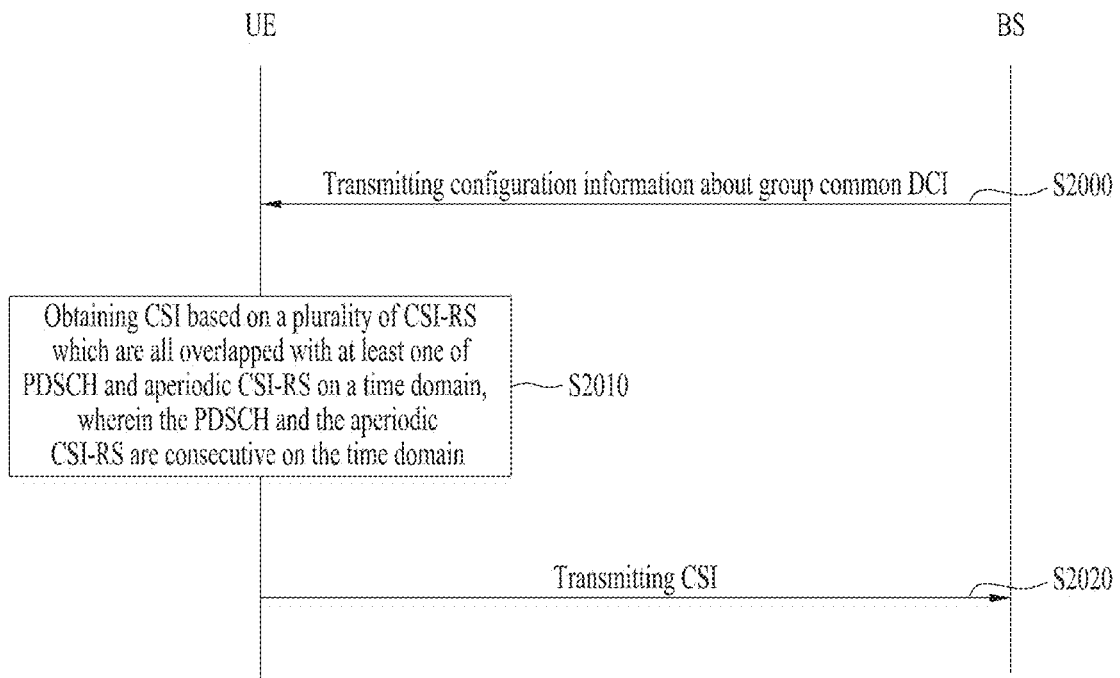 UE
BS
Transmitting configuration information about group common DCI
S2000
Obtaining CSI based on a plurality of CSI-RS
which are all overlapped with at least one of
PDSCH and aperiodic CSI-RS on a time domain,
wherein the PDSCH and the aperiodic
CSI-RS are consecutive on the time domain
S2010
Transmitting CSI
S2020